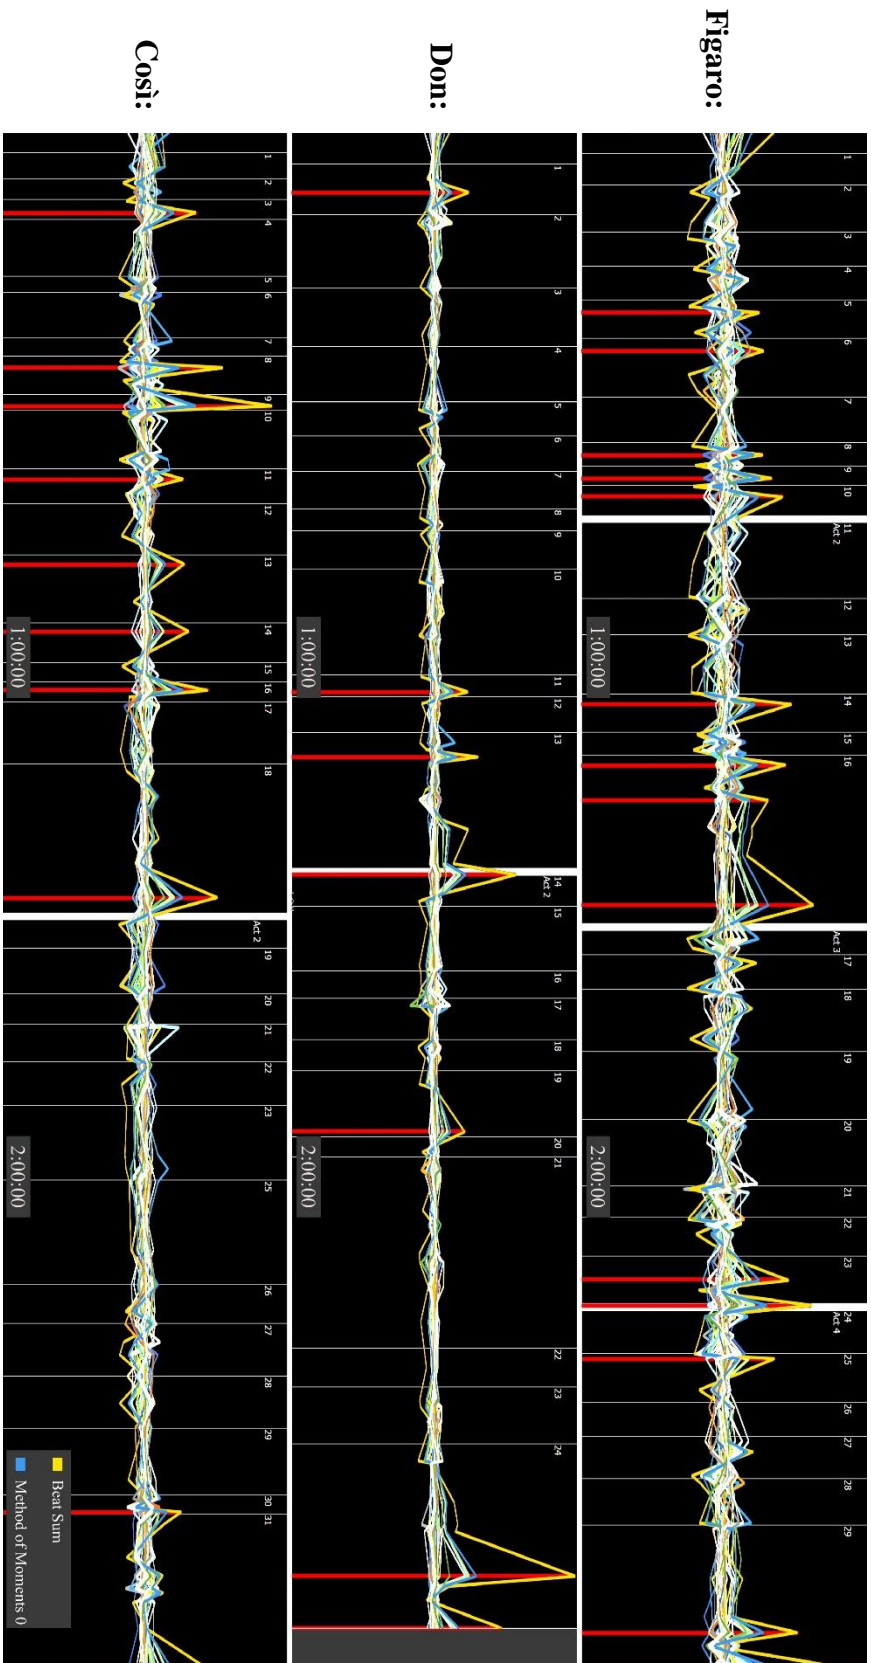 Figaro:
1 2 3 4 5 6 7 8 9 10 11 12 13 14 15 16 17 18 19 20 21 22 23 24 25 26 27 28 29
Act 2 Act 3 Act 4
1:00:00 2:00:00
Don:
1 2 3 4 5 6 7 8 9 10 11 12 13 14 15 16 17 18 19 20 21 22 23 24
Act 2
1:00:00 2:00:00
Così:
1 2 3 4 5 6 7 8 9 10 11 12 13 14 15 16 17 18 19 20 21 22 23 25 26 27 28 29 30 31
Act 2
1:00:00 2:00:00
Beat Sum
Method of Moments 0